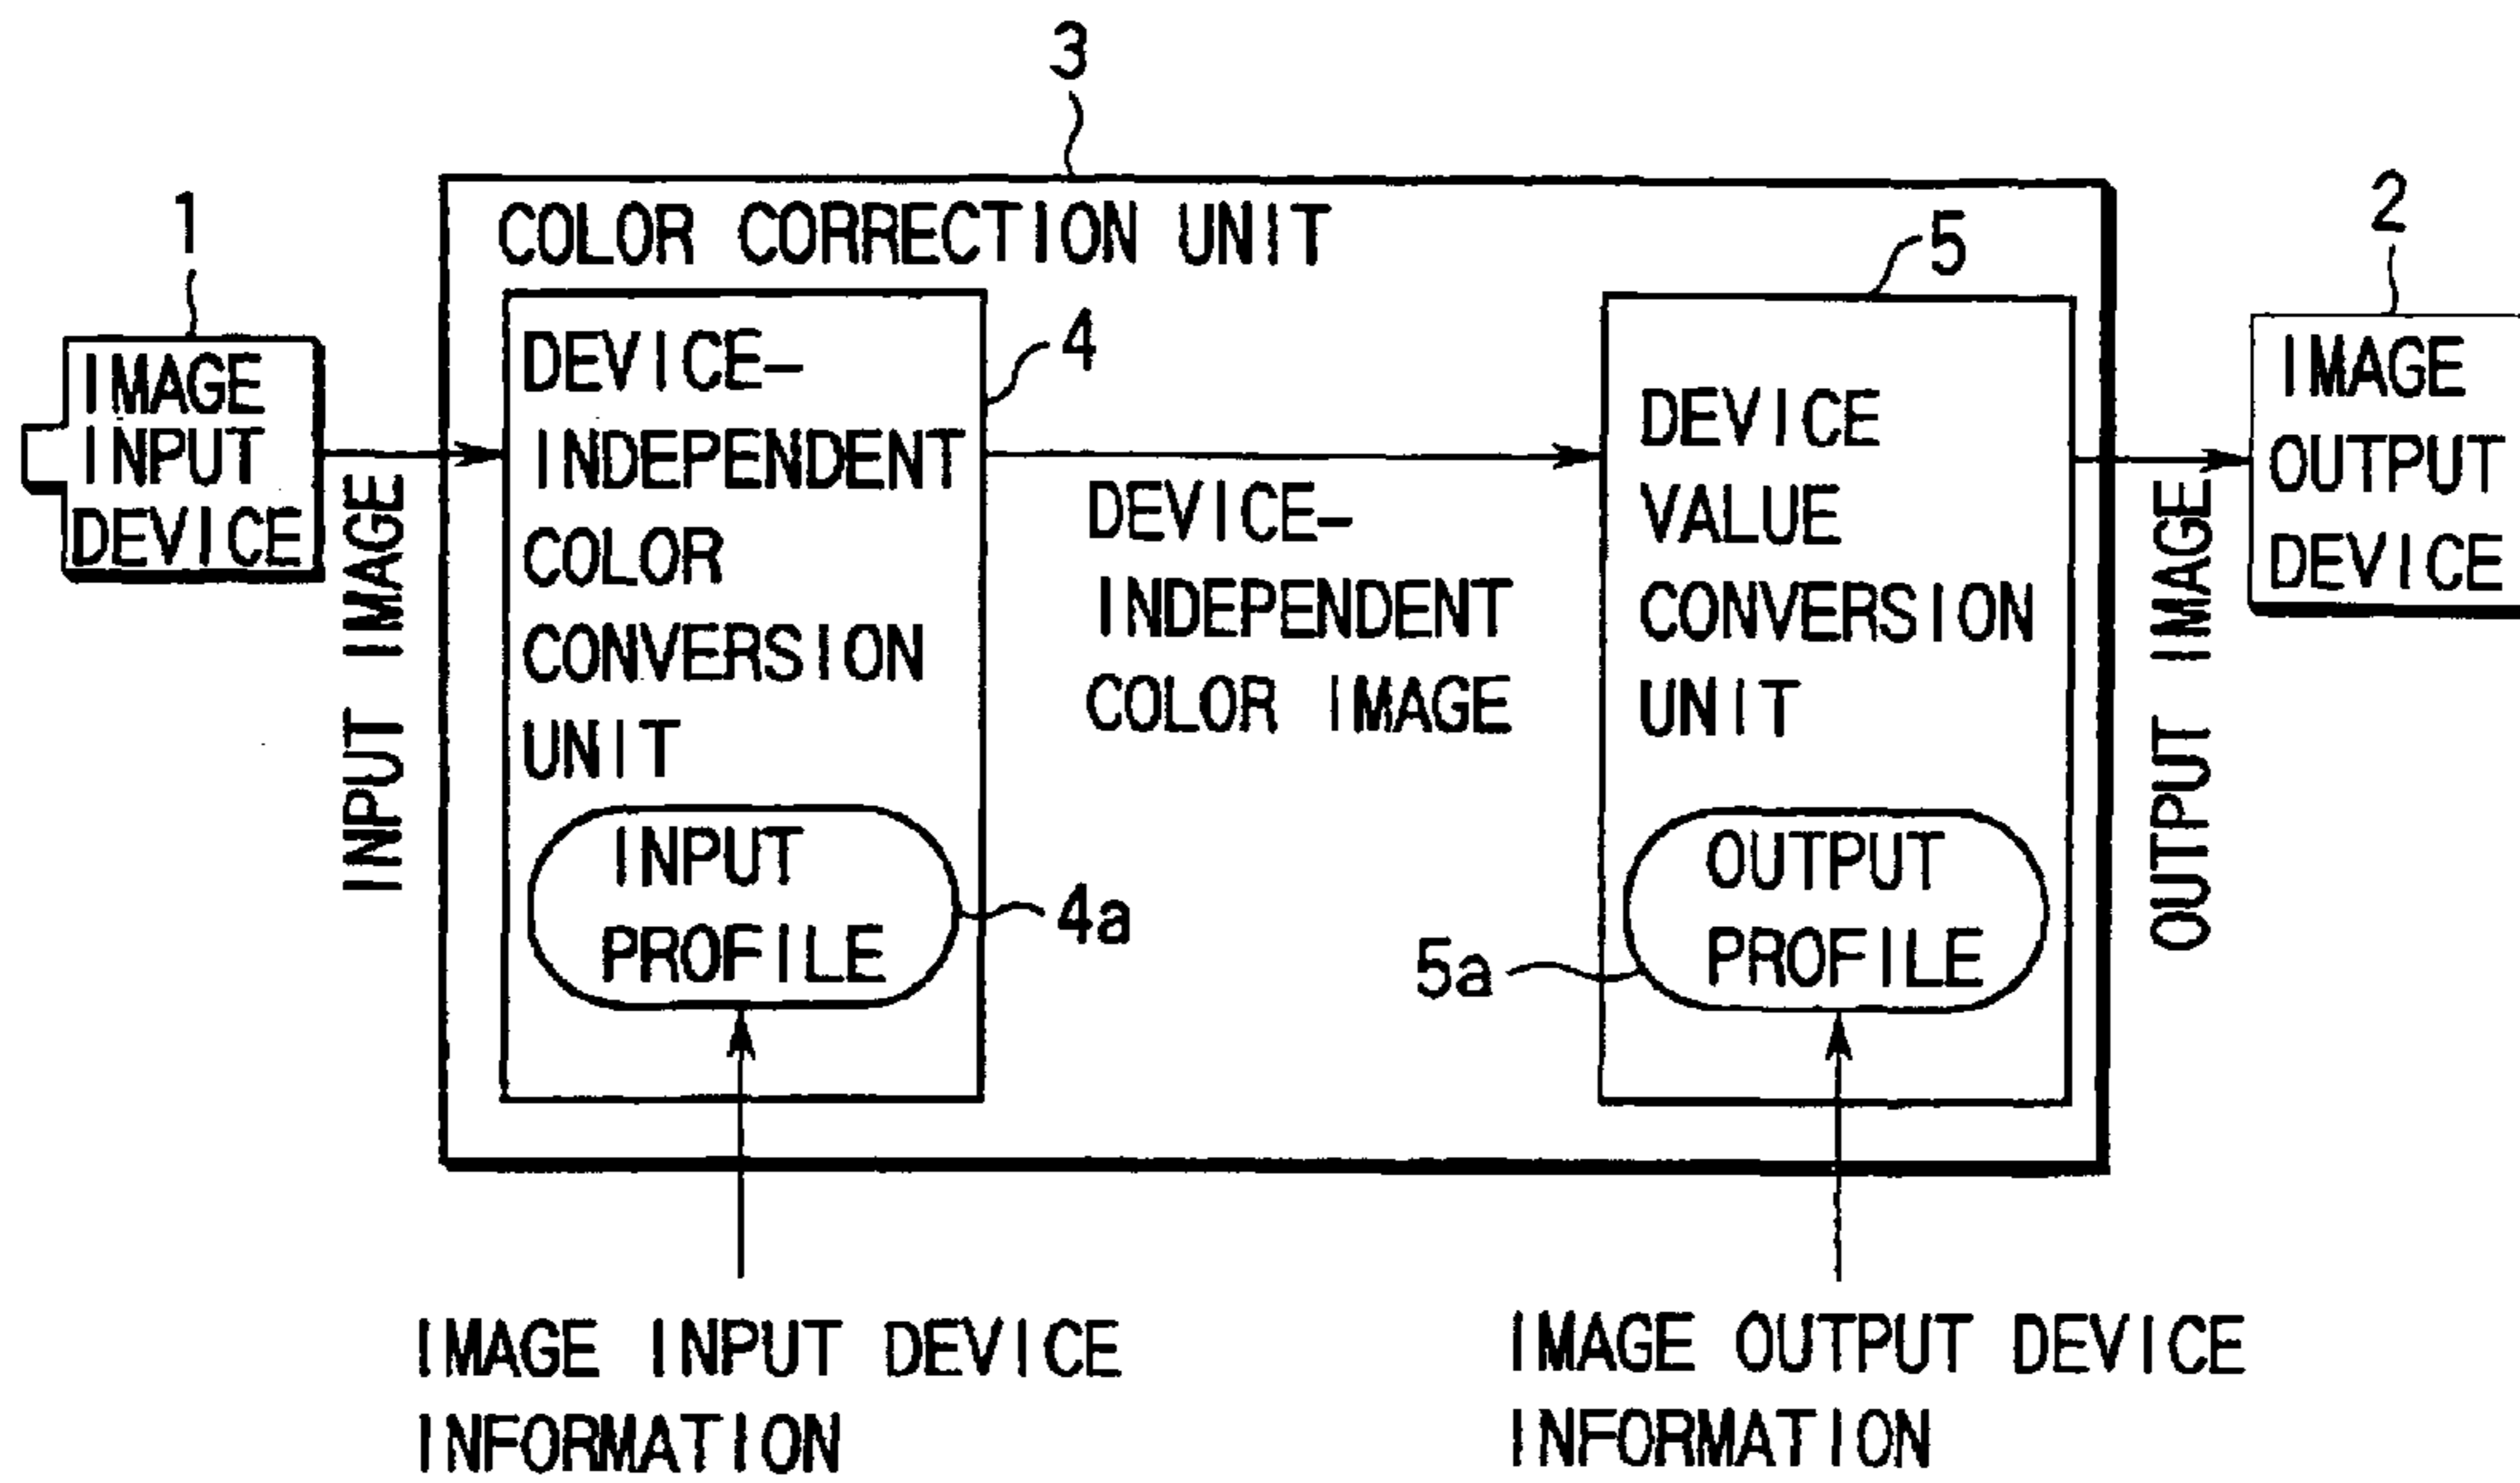 3
1
COLOR CORRECTION UNIT
5
2
IMAGE
INPUT
DEVICE
INPUT IMAGE
DEVICE-
INDEPENDENT
COLOR
CONVERSION
UNIT
4
INPUT
PROFILE
4a
DEVICE-
INDEPENDENT
COLOR IMAGE
DEVICE
VALUE
CONVERSION
UNIT
OUTPUT
PROFILE
5a
OUTPUT IMAGE
IMAGE
OUTPUT
DEVICE
IMAGE INPUT DEVICE
INFORMATION
IMAGE OUTPUT DEVICE
INFORMATION